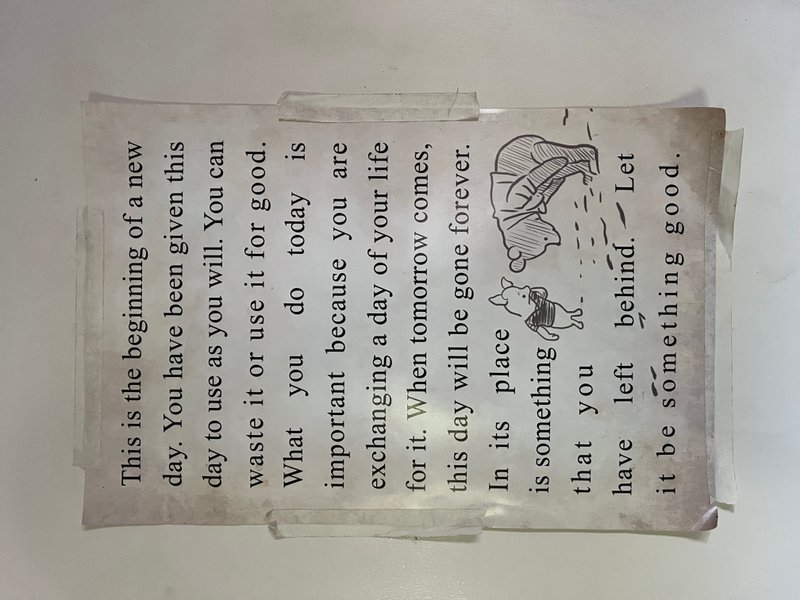 This is the beginning of a new
day. You have been given this
day to use as you will. You can
waste it or use it for good.
What you do today is
important because you are
exchanging a day of your life
for it. When tomorrow comes,
this day will be gone forever.
In its place
is something
that you
have left behind. Let
it be something good.